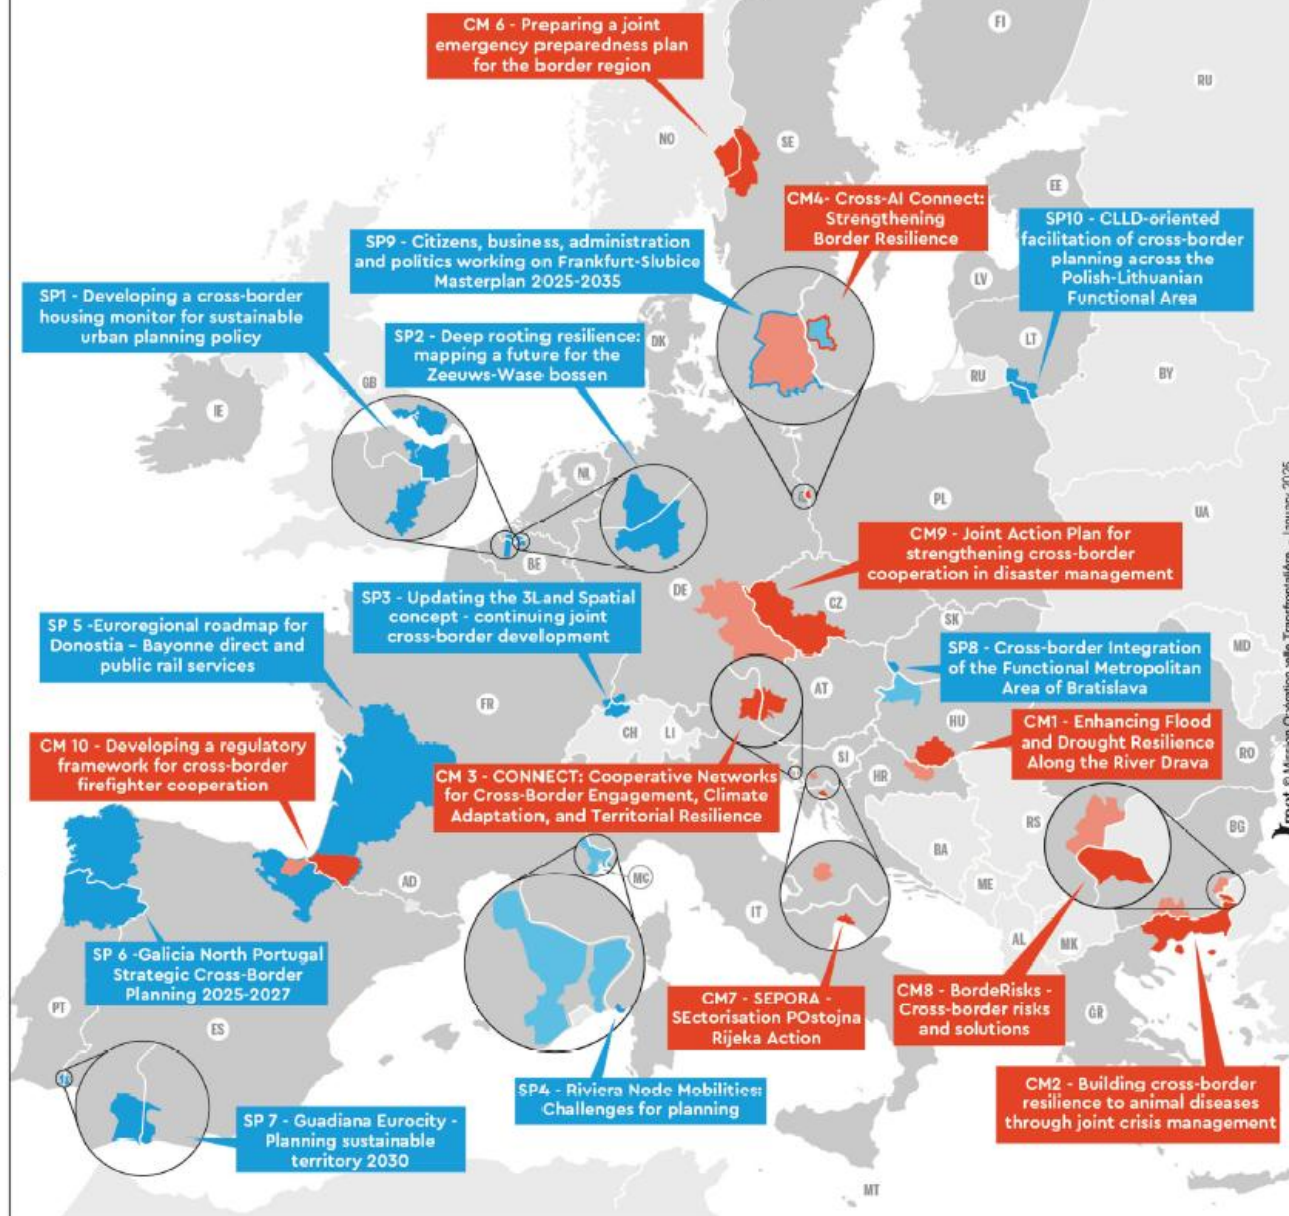 CM 6 - Preparing a joint
emergency preparedness plan
for the border region
FI
RU
NO
SE
EE
CM4- Cross-AI Connect:
Strengthening
Border Resilience
SP10 - CLLD-oriented
facilitation of cross-border
planning across the
Polish-Lithuanian
Functional Area
SP9 - Citizens, business, administration
and politics working on Frankfurt-Slubice
Masterplan 2025-2035
LV
SP1 - Developing a cross-border
housing monitor for sustainable
urban planning policy
SP2 - Deep rooting resilience:
mapping a future for the
Zeeuws-Wase bossen
DK
LT
RU
BY
GB
IE
NL
PL
UA
BE
CM9 - Joint Action Plan for
strengthening cross-border
cooperation in disaster management
DE
CZ
SK
SP3 - Updating the 3Land Spatial
concept - continuing joint
cross-border development
SP 5 -Euroregional roadmap for
Donostia - Bayonne direct and
public rail services
SP8 - Cross-border Integration
of the Functional Metropolitan
Area of Bratislava
MD
AT
FR
CH
LI
HU
CM1 - Enhancing Flood
and Drought Resilience
Along the River Drava
RO
SI
HR
CM 10 - Developing a regulatory
framework for cross-border
firefighter cooperation
CM 3 - CONNECT: Cooperative Networks
for Cross-Border Engagement, Climate
Adaptation, and Territorial Resilience
RS
BG
BA
AD
MC
ME
IT
AL
MK
SP 6 -Galicia North Portugal
Strategic Cross-Border
Planning 2025-2027
PT
ES
CM7 - SEPORA -
SEctorisation POstojna
Rijeka Action
CM8 - BordeRisks -
Cross-border risks
and solutions
GR
SP4 - Riviera Node Mobilities:
Challenges for planning
CM2 - Building cross-border
resilience to animal diseases
through joint crisis management
SP 7 - Guadiana Eurocity -
Planning sustainable
territory 2030
MT
mot © Mission Opération nelle Transfrontalière